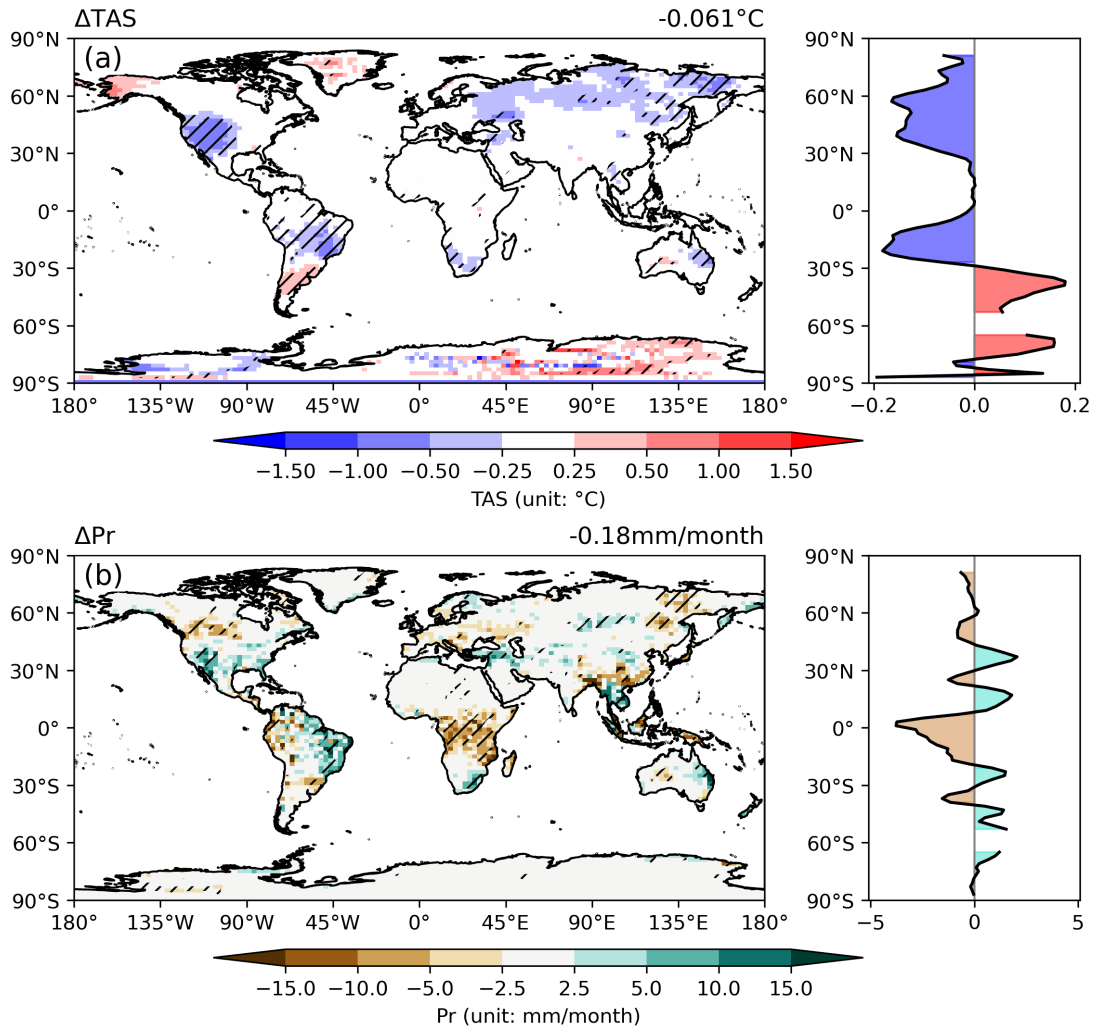 ΔTAS -0.061°C
(a)
90°N 90°N
60°N 60°N
30°N 30°N
0° 0°
30°S 30°S
60°S 60°S
90°S 90°S
180° 135°W 90°W 45°W 0° 45°E 90°E 135°E 180° −0.2 0.0 0.2
−1.50 −1.00 −0.50 −0.25 0.25 0.50 1.00 1.50
TAS (unit: °C)
ΔPr -0.18mm/month
(b)
90°N 90°N
60°N 60°N
30°N 30°N
0° 0°
30°S 30°S
60°S 60°S
90°S 90°S
180° 135°W 90°W 45°W 0° 45°E 90°E 135°E 180° −5 0 5
−15.0 −10.0 −5.0 −2.5 2.5 5.0 10.0 15.0
Pr (unit: mm/month)